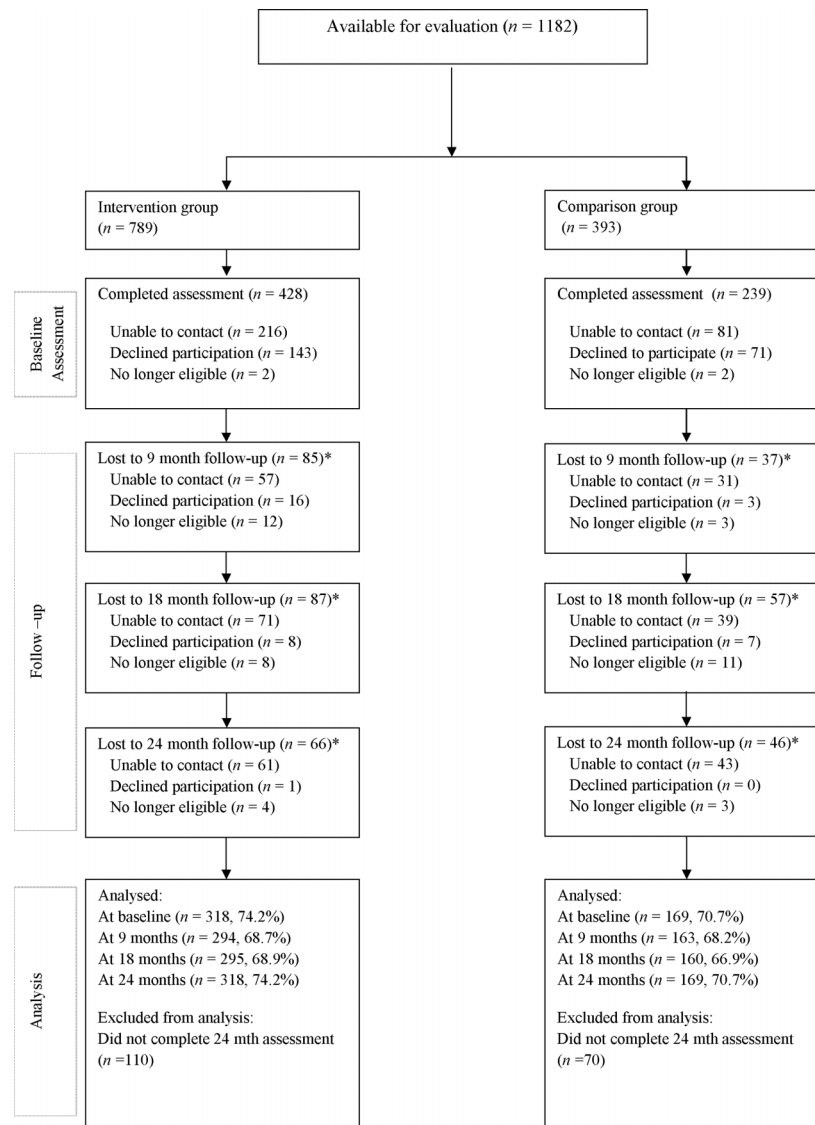 Available for evaluation (n = 1182)
Intervention group
(n = 789)
Comparison group
(n = 393)
Baseline
Assessment
Completed assessment (n = 428)
Unable to contact (n = 216)
Declined participation (n = 143)
No longer eligible (n = 2)
Completed assessment (n = 239)
Unable to contact (n = 81)
Declined to participate (n = 71)
No longer eligible (n = 2)
Follow –up
Lost to 9 month follow-up (n = 85)*
Unable to contact (n = 57)
Declined participation (n = 16)
No longer eligible (n = 12)
Lost to 9 month follow-up (n = 37)*
Unable to contact (n = 31)
Declined participation (n = 3)
No longer eligible (n = 3)
Lost to 18 month follow-up (n = 87)*
Unable to contact (n = 71)
Declined participation (n = 8)
No longer eligible (n = 8)
Lost to 18 month follow-up (n = 57)*
Unable to contact (n = 39)
Declined participation (n = 7)
No longer eligible (n = 11)
Lost to 24 month follow-up (n = 66)*
Unable to contact (n = 61)
Declined participation (n = 1)
No longer eligible (n = 4)
Lost to 24 month follow-up (n = 46)*
Unable to contact (n = 43)
Declined participation (n = 0)
No longer eligible (n = 3)
Analysis
Analysed:
At baseline (n = 318, 74.2%)
At 9 months (n = 294, 68.7%)
At 18 months (n = 295, 68.9%)
At 24 months (n = 318, 74.2%)
Excluded from analysis:
Did not complete 24 mth assessment
(n =110)
Analysed:
At baseline (n = 169, 70.7%)
At 9 months (n = 163, 68.2%)
At 18 months (n = 160, 66.9%)
At 24 months (n = 169, 70.7%)
Excluded from analysis:
Did not complete 24 mth assessment
(n =70)